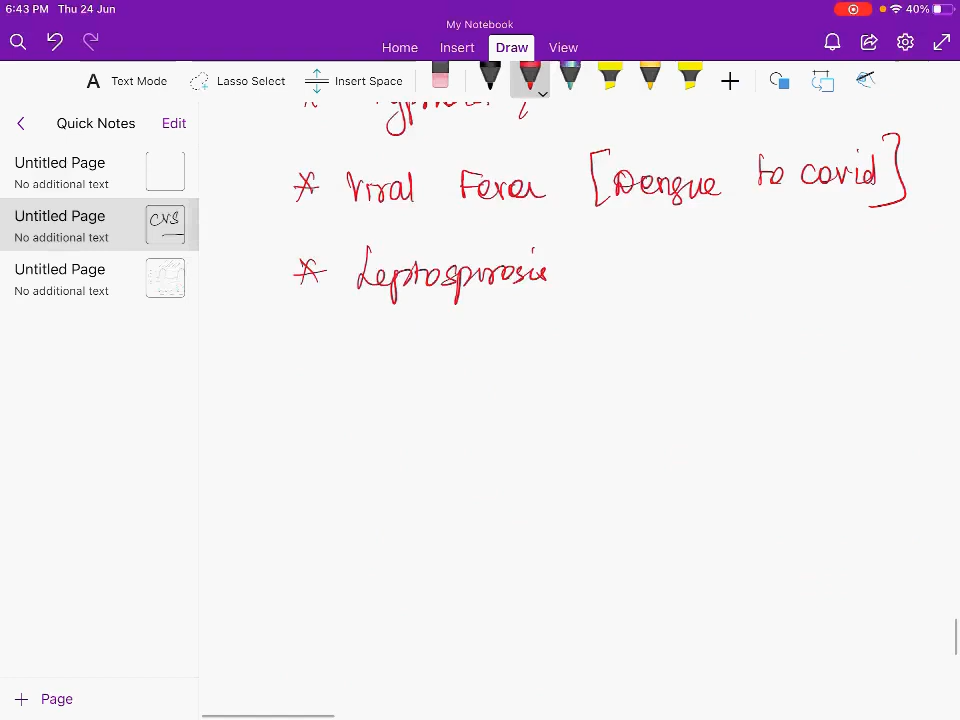 6:43 PM Thu 24 Jun
40%
My Notebook
Home Insert Draw View
Text Mode Lasso Select Insert Space
Quick Notes Edit
Untitled Page
No additional text
Untitled Page
No additional text
CNS
Untitled Page
No additional text
* Viral Fever [Dengue to covid]
* Leptospirosis
+ Page